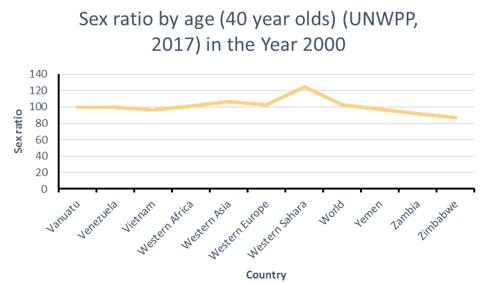 Sex ratio by age (40 year olds) (UNWPP,
2017) in the Year 2000
140
120
100
80
60
40
20
0
Sex ratio
Vanuatu
Venezuela
Vietnam
Western Africa
Western Asia
Western Europe
Western Sahara
World
Yemen
Zambia
Zimbabwe
Country